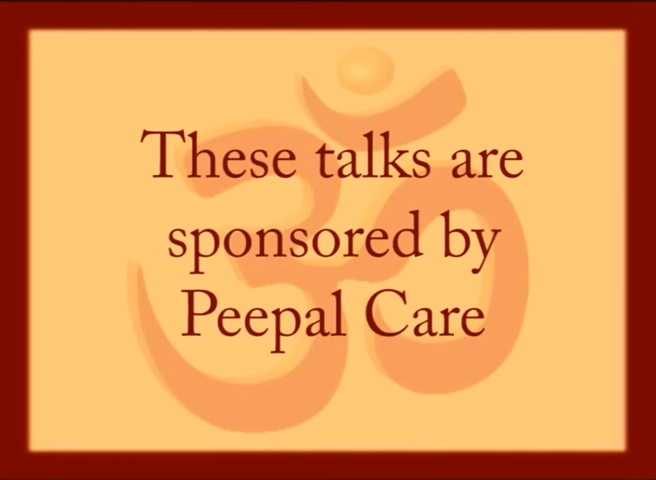 These talks are
sponsored by
Peepal Care
ॐ